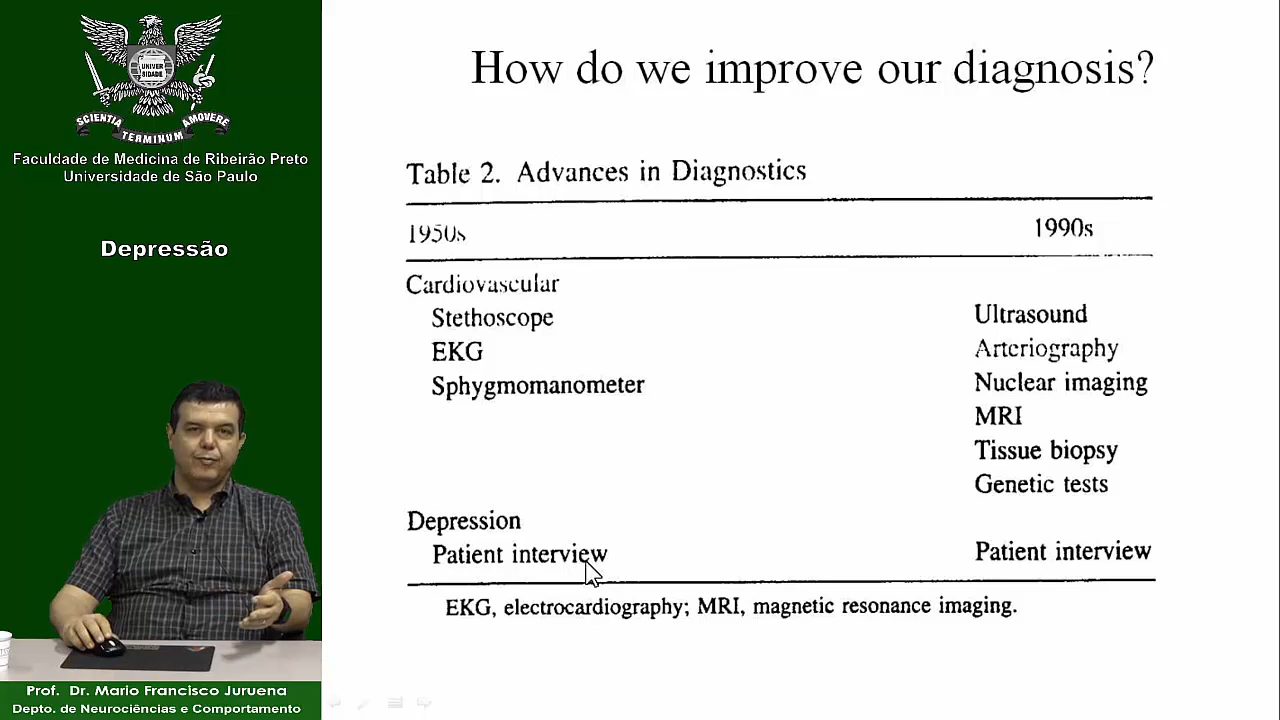 UNIVER
SIDADE
SCIENTIA
TERMINUM
AMOVERE
Faculdade de Medicina de Ribeirão Preto
Universidade de São Paulo
Depressão
Prof. Dr. Mario Francisco Juruena
Depto. de Neurociências e Comportamento
How do we improve our diagnosis?
Table 2. Advances in Diagnostics
1950s 1990s
Cardiovascular
Stethoscope Ultrasound
EKG Arteriography
Sphygmomanometer Nuclear imaging
MRI
Tissue biopsy
Genetic tests
Depression
Patient interview Patient interview
EKG, electrocardiography; MRI, magnetic resonance imaging.